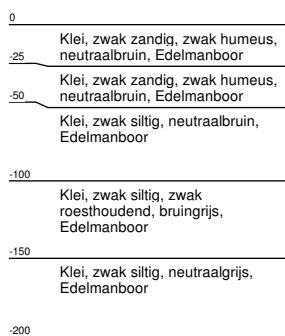 0
Klei, zwak zandig, zwak humeus,
neutraalbruin, Edelmanboor
-25
Klei, zwak zandig, zwak humeus,
neutraalbruin, Edelmanboor
-50
Klei, zwak siltig, neutraalbruin,
Edelmanboor
-100
Klei, zwak siltig, zwak
roesthoudend, bruingrijs,
Edelmanboor
-150
Klei, zwak siltig, neutraalgrijs,
Edelmanboor
-200